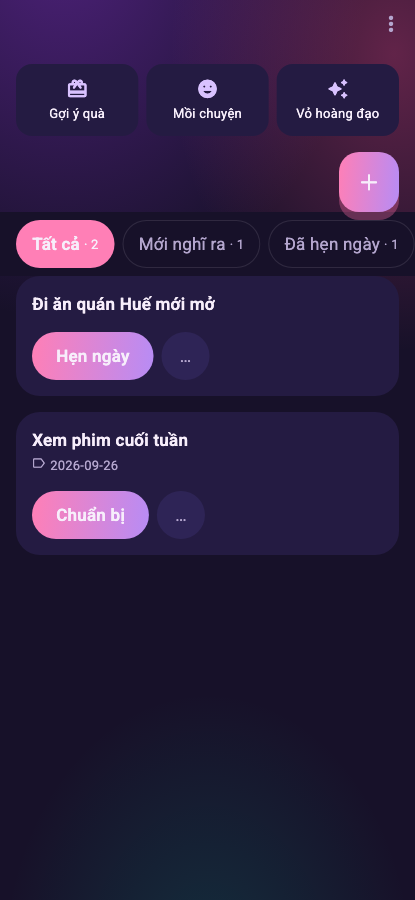 Gợi ý quà
Mồi chuyện
Vỏ hoàng đạo
Tất cả · 2
Mới nghĩ ra · 1
Đã hẹn ngày · 1
Đi ăn quán Huế mới mở
Hẹn ngày
...
Xem phim cuối tuần
2026-09-26
Chuẩn bị
...